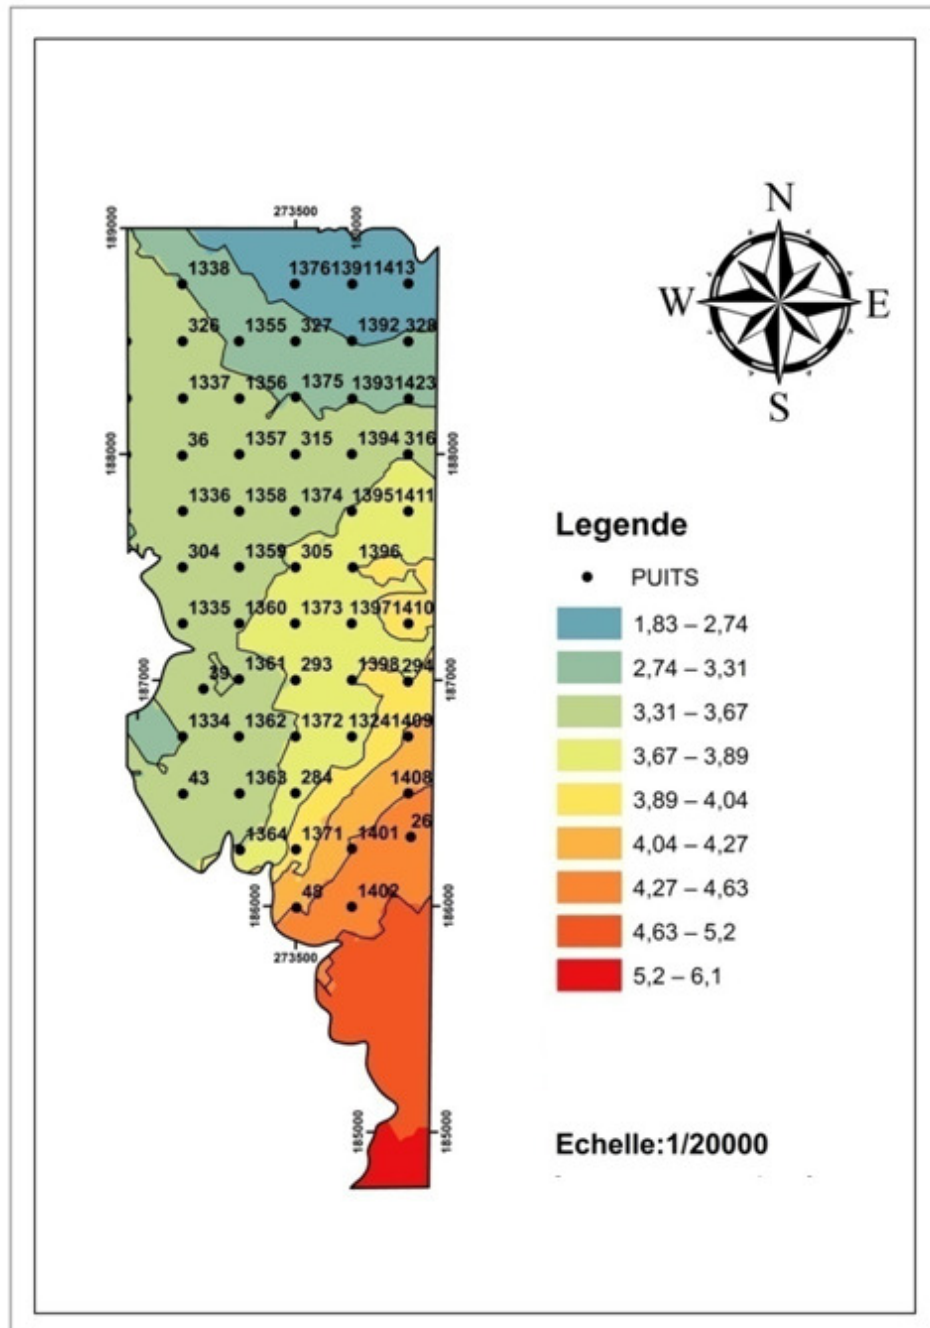 273500
189000
189000
1338
1376 1391 1413
326 1355 327 1392 328
1337 1356 1375 1393 1423
36 1357 315 1394 316
188000
188000
1336 1358 1374 1395 1411
304 1359 305 1396
1335 1360 1373 1397 1410
39 1361 293 1398 294
187000
187000
1334 1362 1372 1324 1409
43 1363 284 1408
1364 1371 1401 26
48 1402
186000
186000
273500
185000
185000
N
W
E
S
Legende
PUITS
1,83 – 2,74
2,74 – 3,31
3,31 – 3,67
3,67 – 3,89
3,89 – 4,04
4,04 – 4,27
4,27 – 4,63
4,63 – 5,2
5,2 – 6,1
Echelle:1/20000